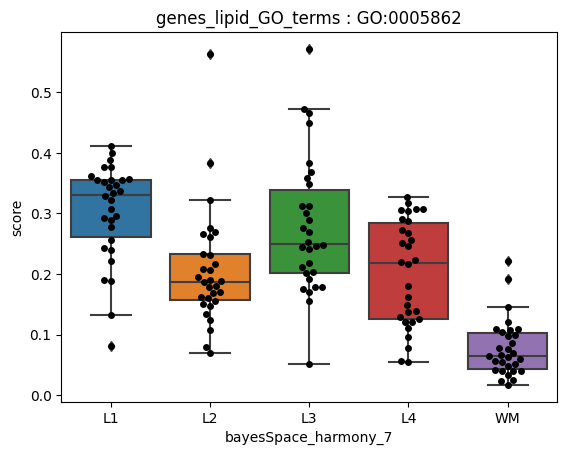 genes_lipid_GO_terms : GO:0005862
0.5
0.4
0.3
0.2
0.1
0.0
score
L1 L2 L3 L4 WM
bayesSpace_harmony_7